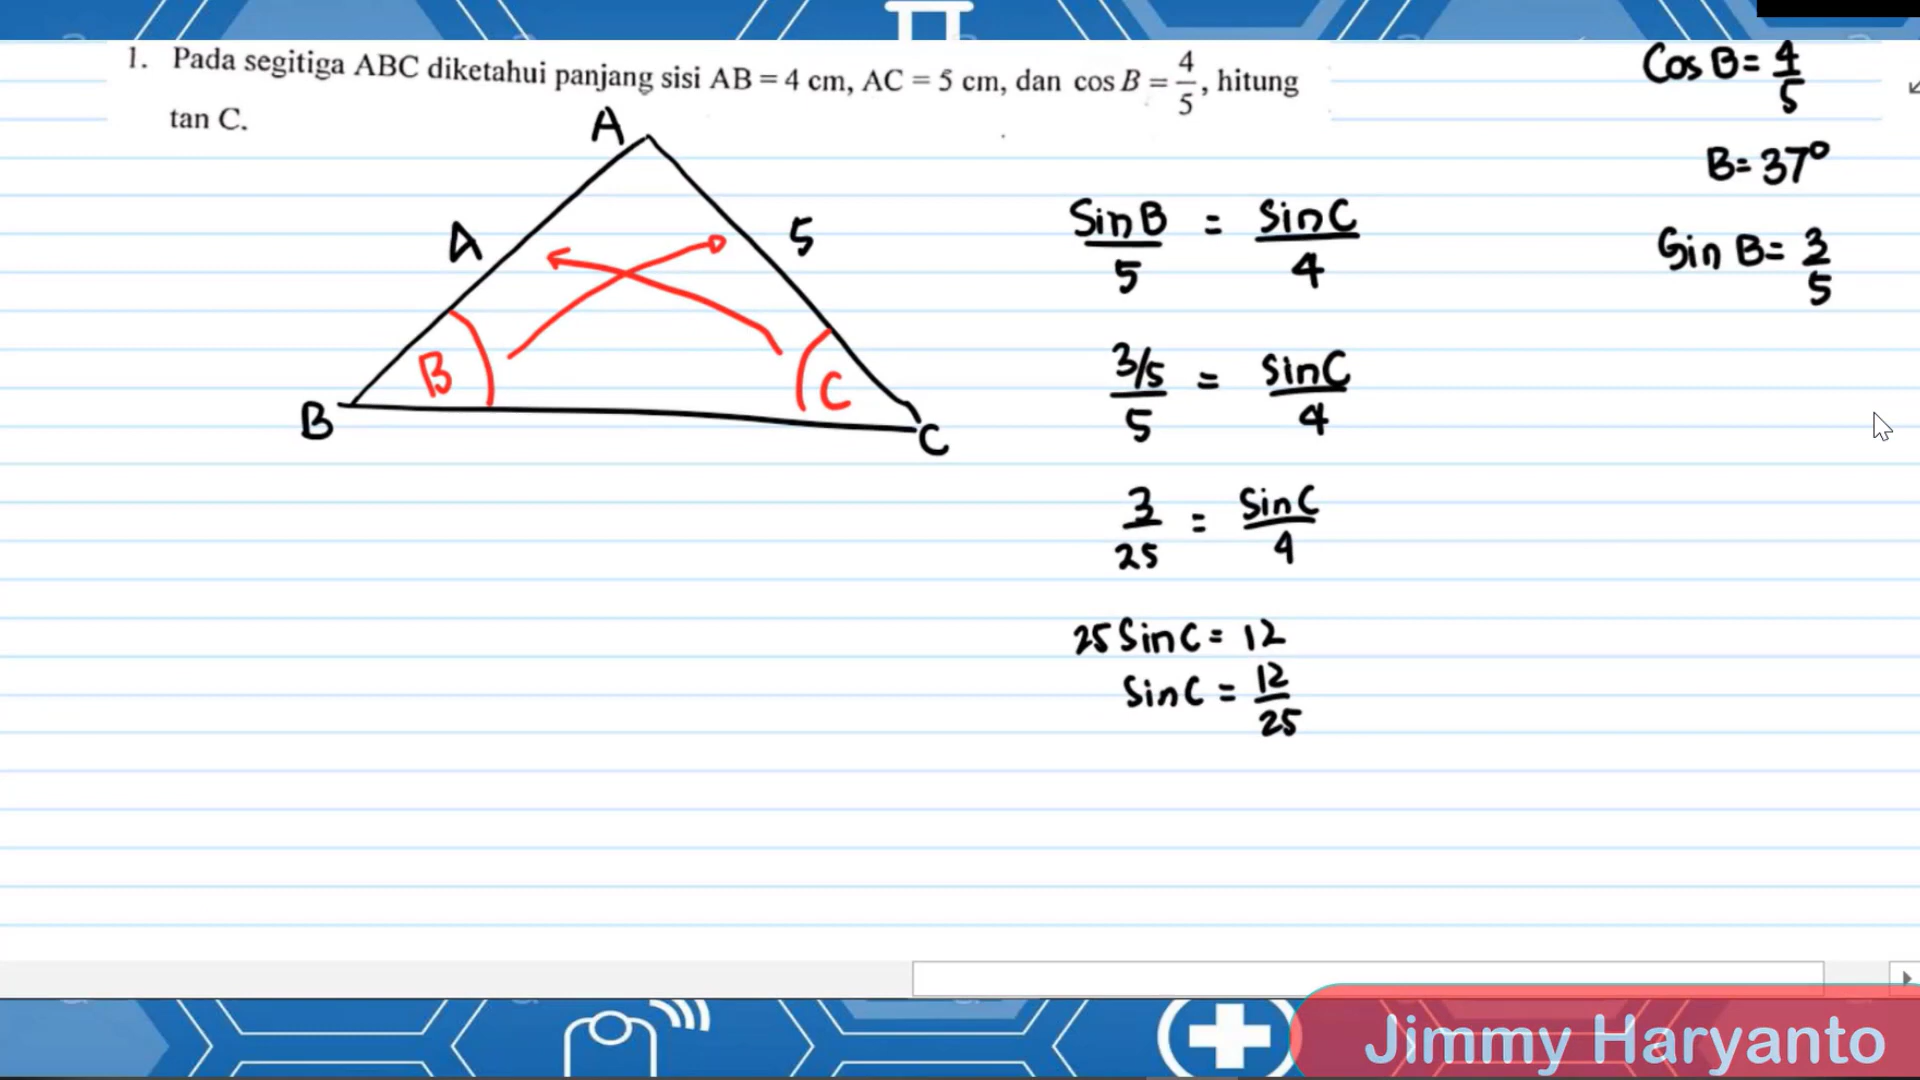 1. Pada segitiga ABC diketahui panjang sisi AB = 4 cm, AC = 5 cm, dan cos B = 4/5, hitung
tan C.
A
4
5
B
C
B
C
Sin B/5 = Sin C/4
3/5/5 = Sin C/4
3/25 = Sin C/4
25 Sin C = 12
Sin C = 12/25
Cos B = 4/5
B = 37°
Sin B = 3/5
Jimmy Haryanto